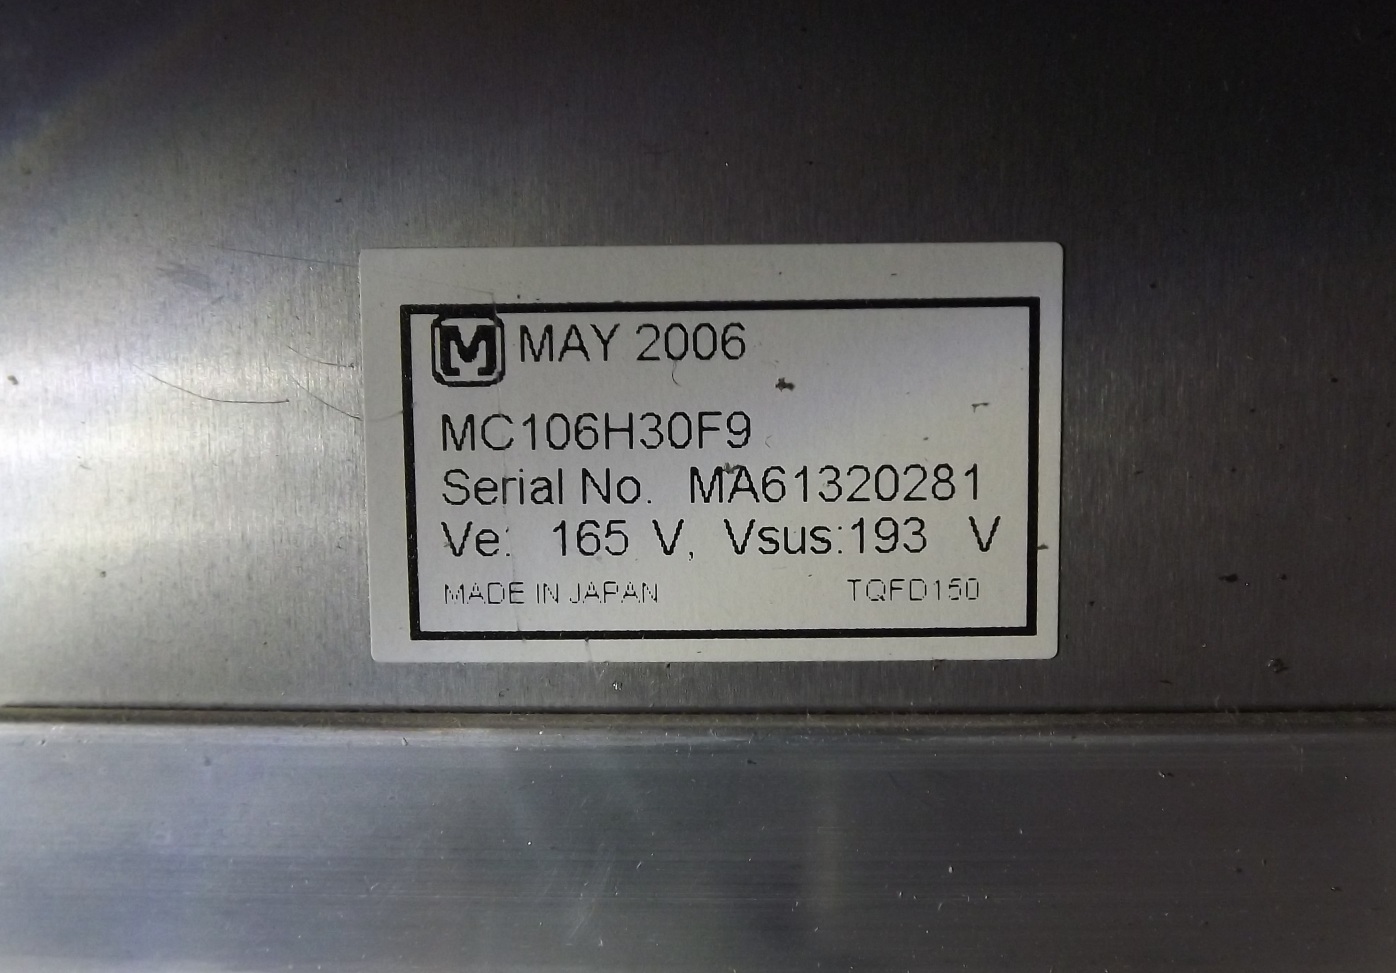 M MAY 2006
MC106H30F9
Serial No. MA61320281
Ve: 165 V, Vsus:193 V
MADE IN JAPAN TQFD150